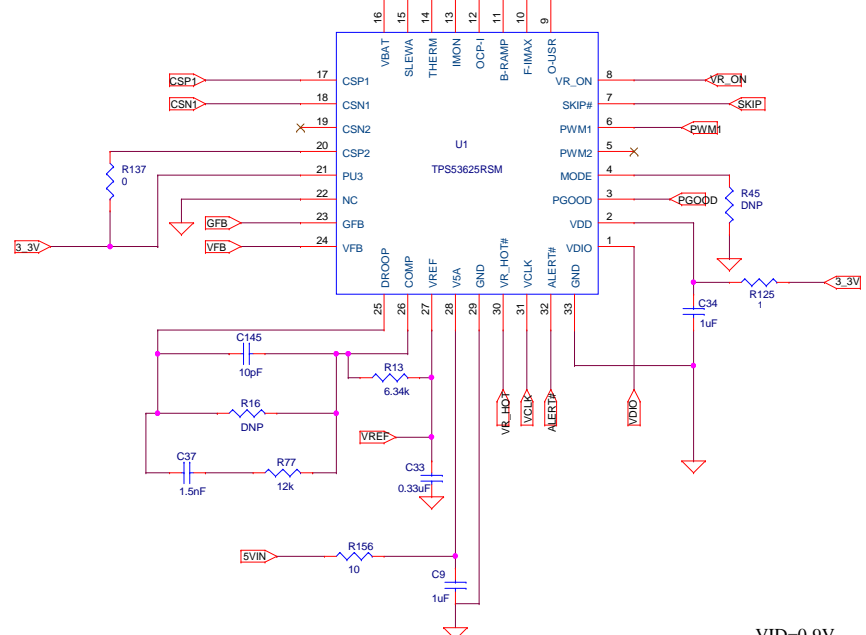 16 15 14 13 12 11 10 9
VBAT SLEWA THERM IMON OCP-I B-RAMP F-IMAX O-USR
CSP1 17 CSP1 VR_ON 8 VR_ON
CSN1 18 CSN1 SKIP# 7 SKIP
19 CSN2 PWM1 6 PWM1
U1
20 CSP2 PWM2 5
TPS53625RSM
R137
0
21 PU3 MODE 4
R45
DNP
22 NC PGOOD 3 PGOOD
GFB 23 GFB VDD 2
3_3V VFB 24 VFB VDIO 1
DROOP COMP VREF V5A GND VR_HOT# VCLK ALERT# GND
25 26 27 28 29 30 31 32 33
3_3V
R125
1
C34
1uF
C145
10pF
R13
6.34k
R16
DNP
VR_HOT VCLK ALERT# VDIO
VREF
C37
1.5nF
R77
12k
C33
0.33uF
5VIN
R156
10
C9
1uF
VID=0.9V